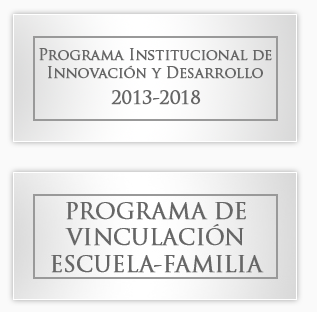 Programa Institucional de
Innovación y Desarrollo
2013-2018
PROGRAMA DE
VINCULACIÓN
ESCUELA-FAMILIA